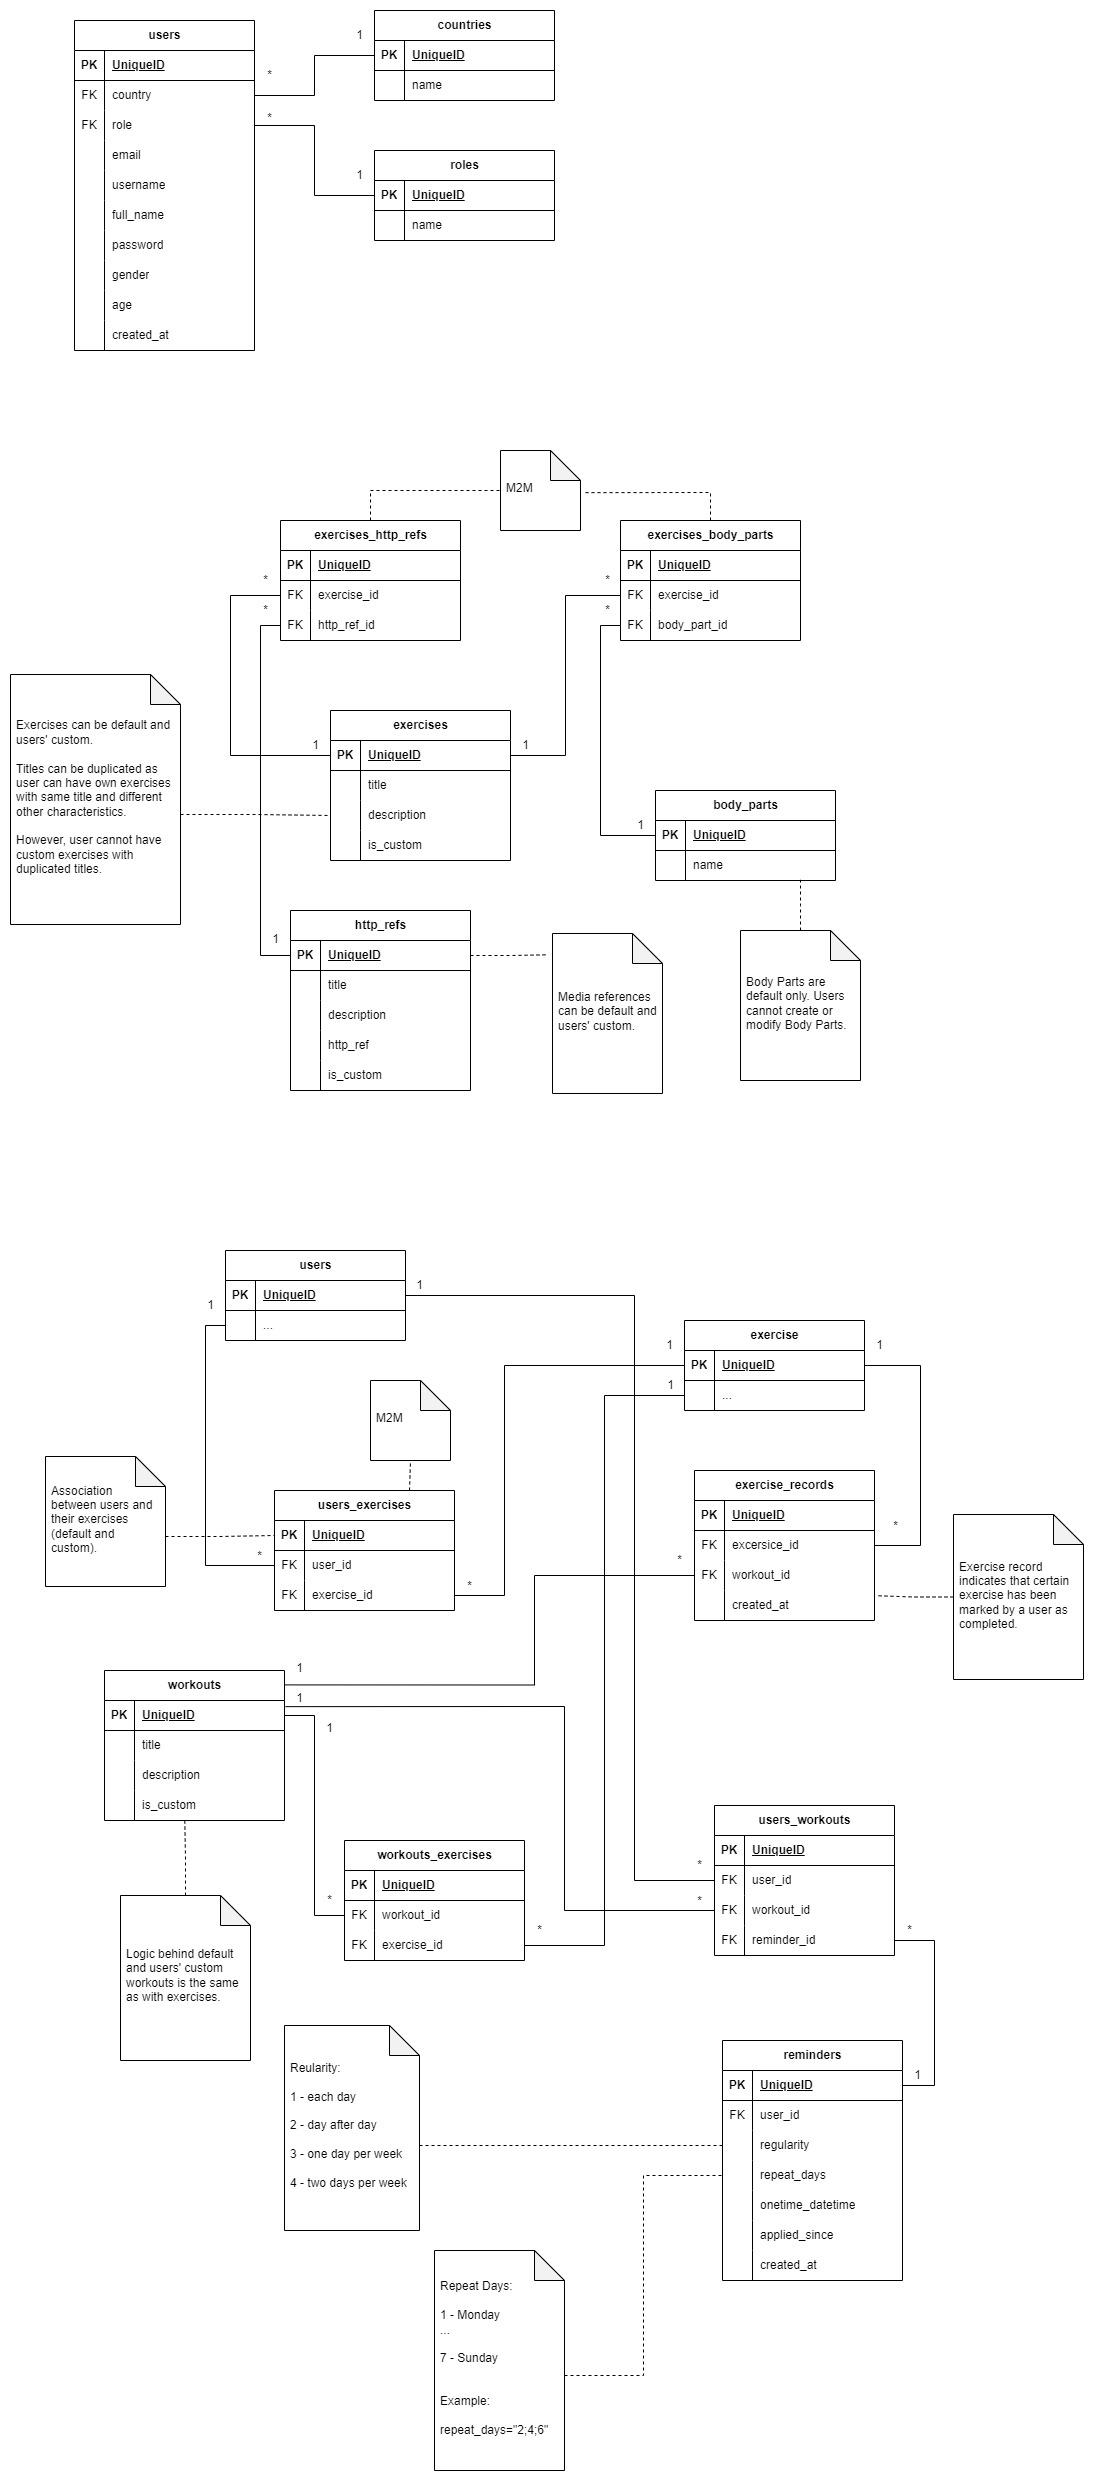 users
PK UniqueID
FK country
FK role
email
username
full_name
password
gender
age
created_at
1
*
*
1
countries
PK UniqueID
name
roles
PK UniqueID
name
M2M
exercises_http_refs
PK UniqueID
FK exercise_id
FK http_ref_id
*
*
exercises_body_parts
PK UniqueID
FK exercise_id
FK body_part_id
*
*
Exercises can be default and
users' custom.
Titles can be duplicated as
user can have own exercises
with same title and different
other characteristics.
However, user cannot have
custom exercises with
duplicated titles.
exercises
1 PK UniqueID 1
title
description
is_custom
body_parts
1 PK UniqueID
name
http_refs
1 PK UniqueID
title
description
http_ref
is_custom
Media references
can be default and
users' custom.
Body Parts are
default only. Users
cannot create or
modify Body Parts.
users
PK UniqueID
...
1
1
exercise
PK UniqueID
...
1
1
1
M2M
Association
between users and
their exercises
(default and
custom).
users_exercises
PK UniqueID
FK user_id
FK exercise_id
*
*
exercise_records
PK UniqueID
FK excersice_id
FK workout_id
created_at
*
*
Exercise record
indicates that certain
exercise has been
marked by a user as
completed.
workouts
PK UniqueID
title
description
is_custom
1
1
1
workouts_exercises
PK UniqueID
FK workout_id
FK exercise_id
*
*
users_workouts
PK UniqueID
FK user_id
FK workout_id
FK reminder_id
*
*
*
Logic behind default
and users' custom
workouts is the same
as with exercises.
Reularity:
1 - each day
2 - day after day
3 - one day per week
4 - two days per week
reminders
PK UniqueID
FK user_id
regularity
repeat_days
onetime_datetime
applied_since
created_at
1
Repeat Days:
1 - Monday
...
7 - Sunday
Example:
repeat_days="2;4;6"